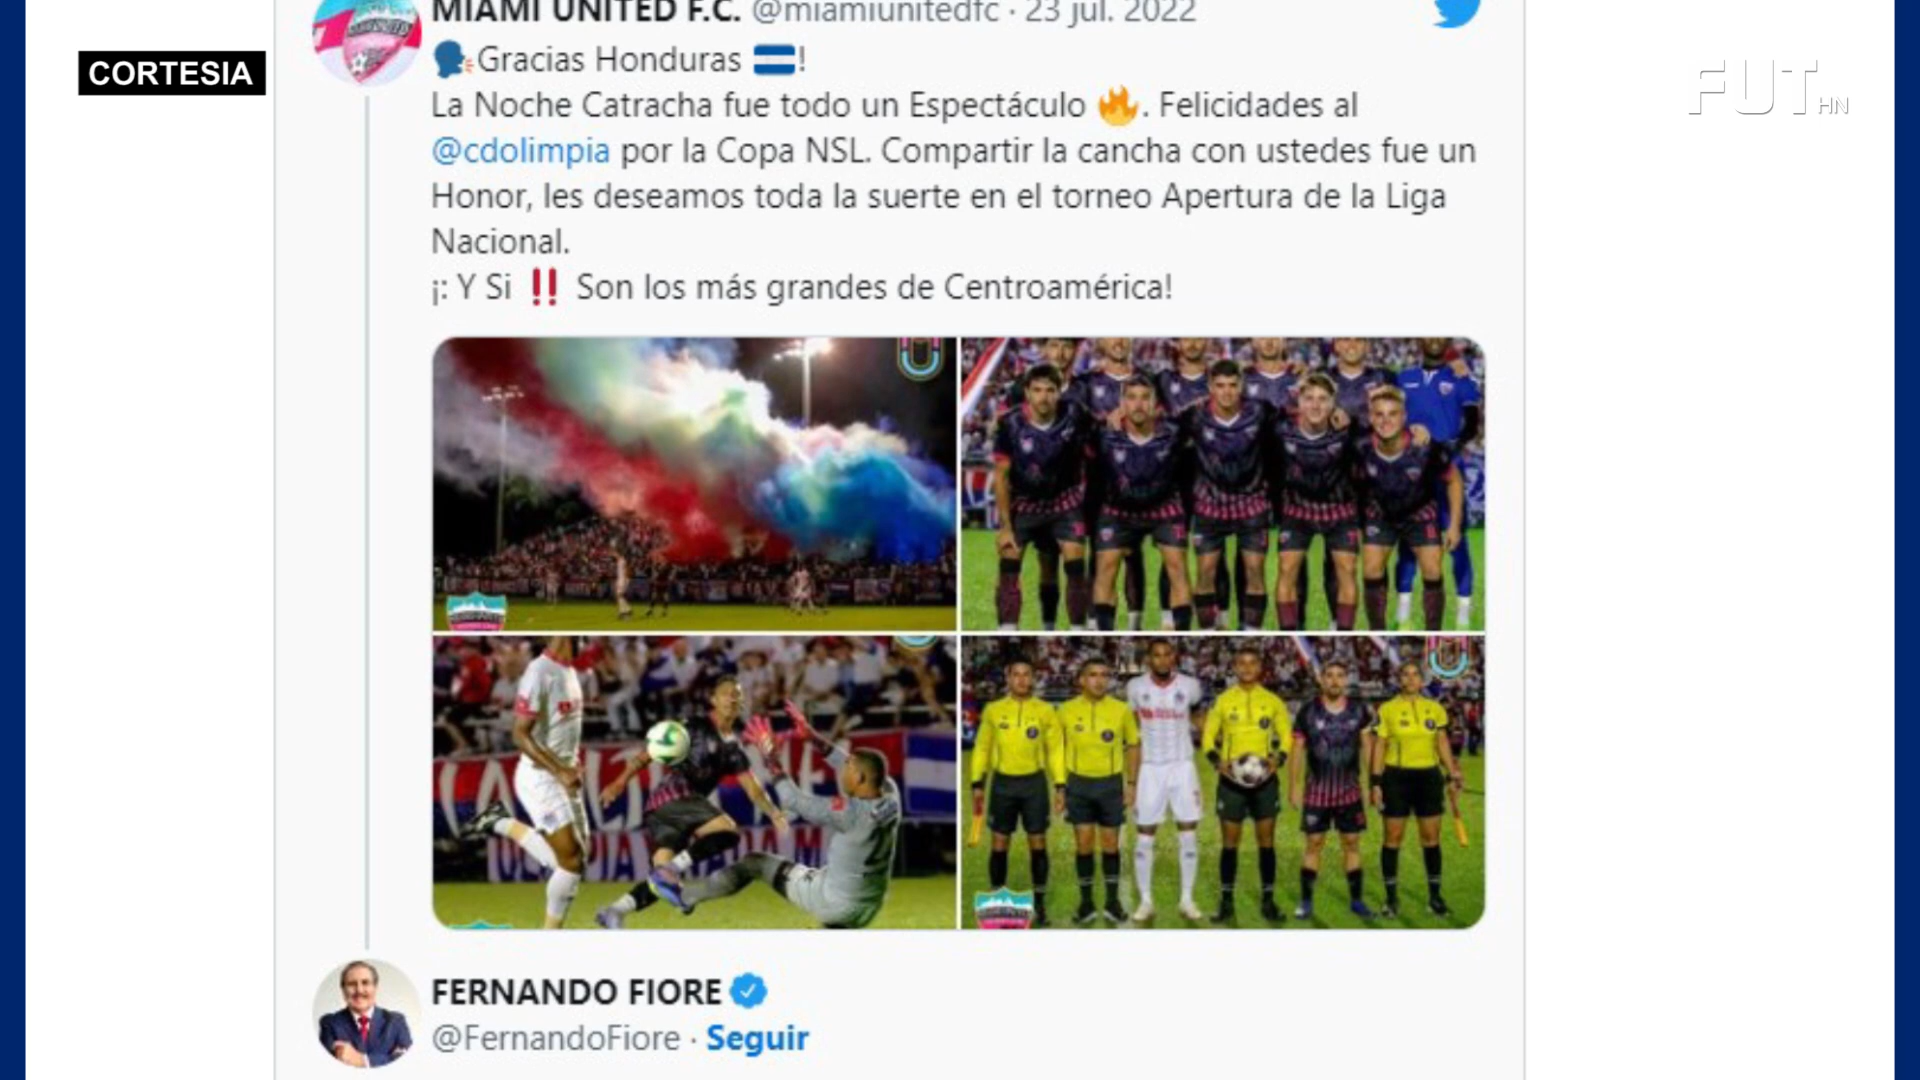 MIAMI UNITED F.C. @miamiunitedfc · 23 jul. 2022
CORTESIA
FUT HN
🗣Gracias Honduras 🇭🇳!
La Noche Catracha fue todo un Espectáculo 🔥. Felicidades al
@cdolimpia por la Copa NSL. Compartir la cancha con ustedes fue un
Honor, les deseamos toda la suerte en el torneo Apertura de la Liga
Nacional.
¡: Y Si ‼ Son los más grandes de Centroamérica!
FERNANDO FIORE
@FernandoFiore · Seguir